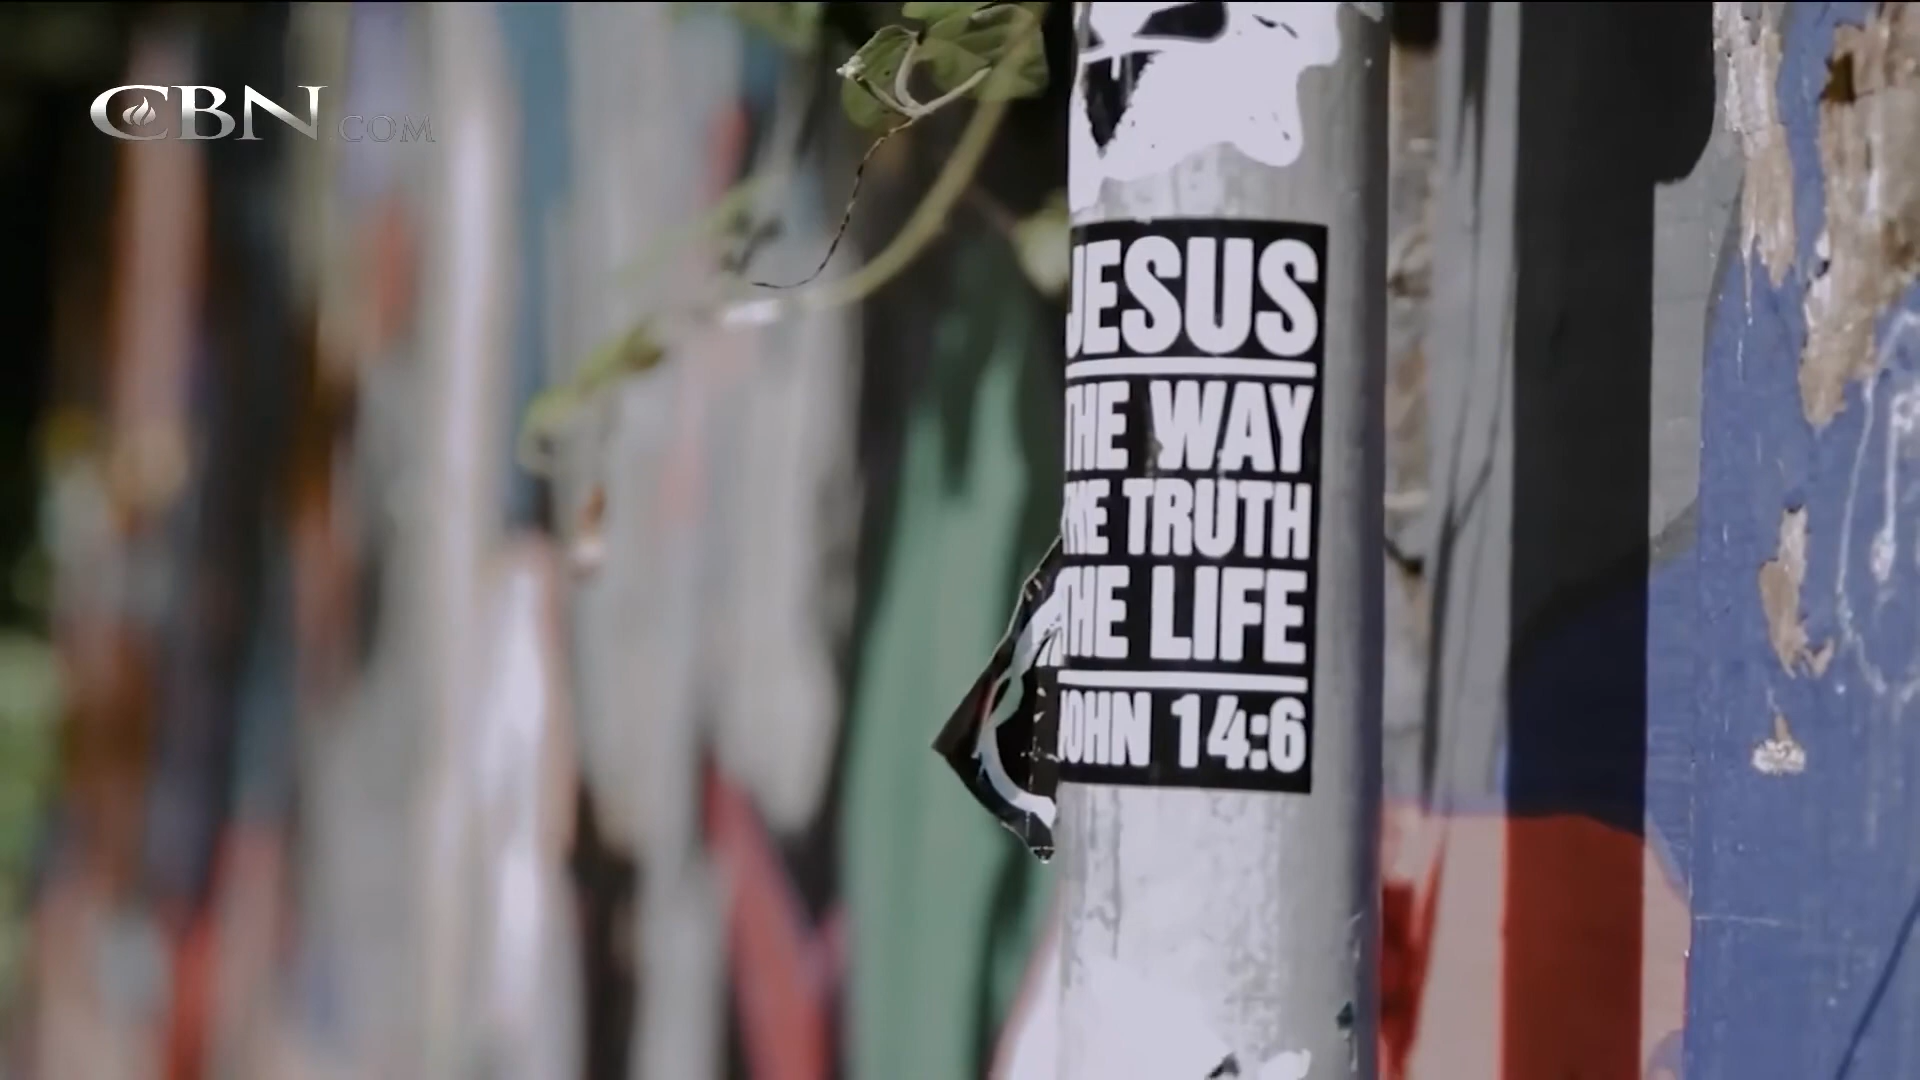 CBN.COM
JESUS
THE WAY
THE TRUTH
THE LIFE
JOHN 14:6